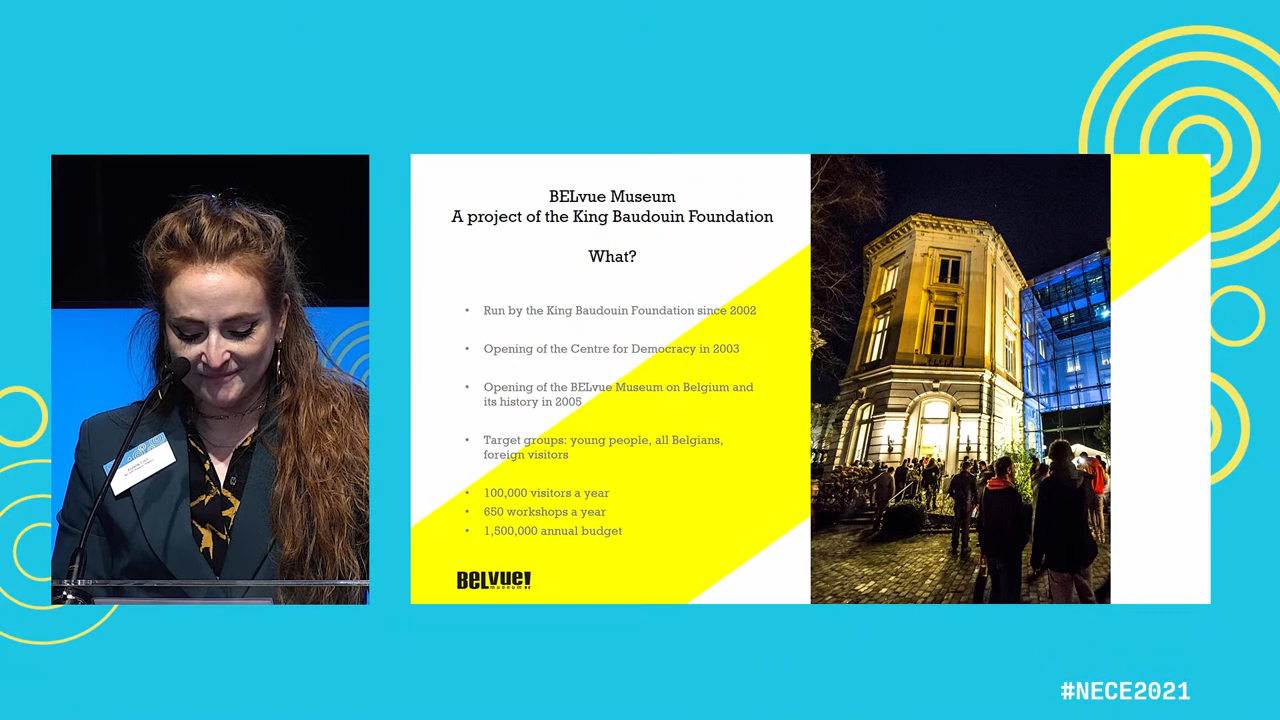 BELvue Museum
A project of the King Baudouin Foundation
What?
• Run by the King Baudouin Foundation since 2002
• Opening of the Centre for Democracy in 2003
• Opening of the BELvue Museum on Belgium and
its history in 2005
• Target groups: young people, all Belgians,
foreign visitors
• 100,000 visitors a year
• 650 workshops a year
• 1,500,000 annual budget
BELvue!
#NECE2021